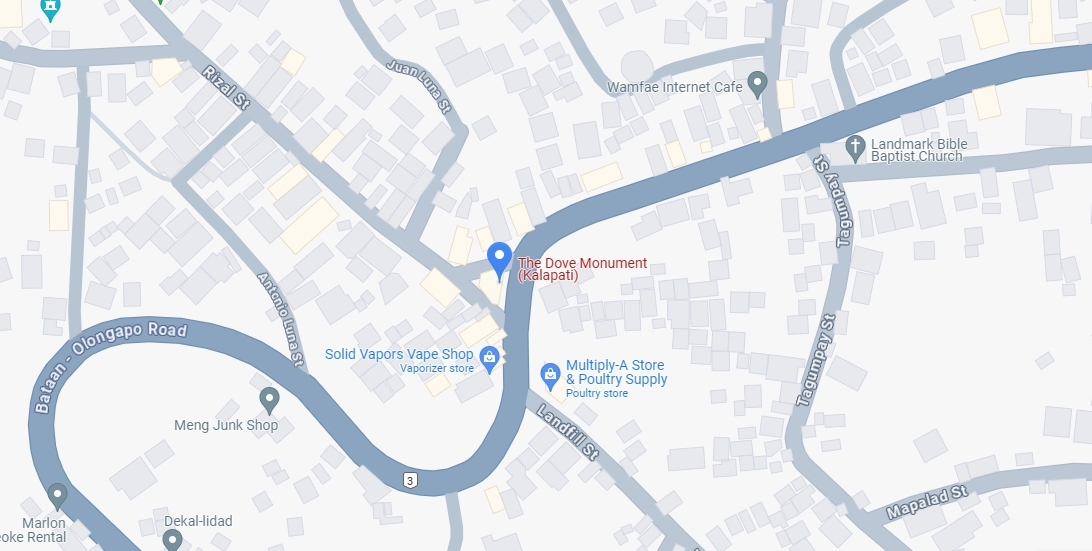 Rizal St
Juan Luna St
Wamfae Internet Cafe
Landmark Bible
Baptist Church
Tagumpay St
The Dove Monument
(Kalapati)
Antonio Luna St
Bataan - Olongapo Road
Solid Vapors Vape Shop
Vaporizer store
Multiply-A Store
& Poultry Supply
Poultry store
Tagumpay St
Meng Junk Shop
Landfill St
3
Mapalad St
Marlon
oke Rental
Dekal-lidad